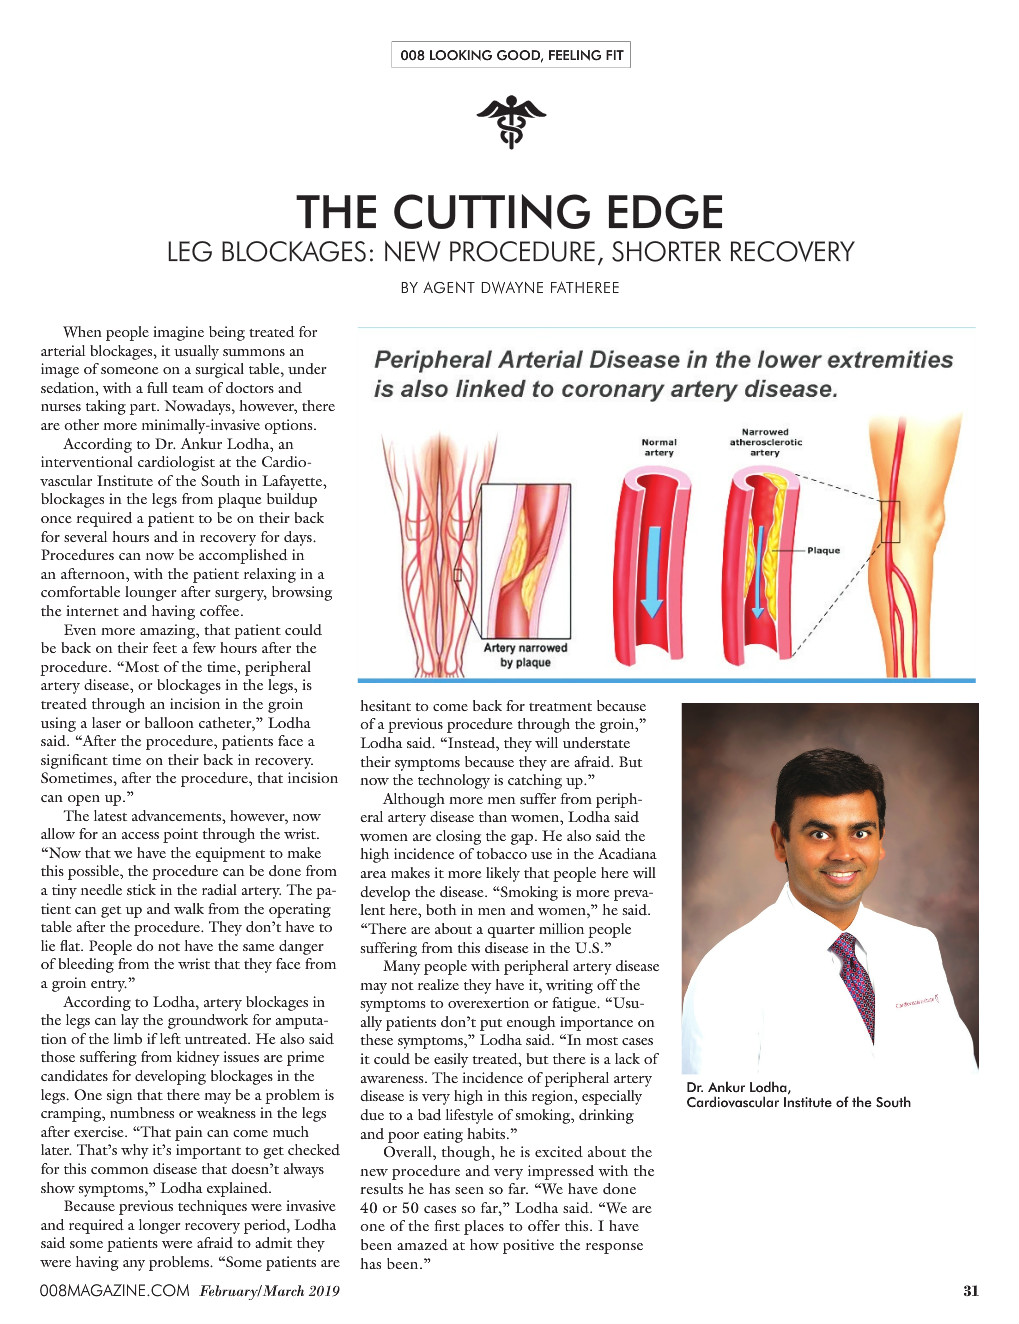 008 LOOKING GOOD, FEELING FIT
THE CUTTING EDGE
LEG BLOCKAGES: NEW PROCEDURE, SHORTER RECOVERY
BY AGENT DWAYNE FATHEREE
When people imagine being treated for
arterial blockages, it usually summons an
image of someone on a surgical table, under
sedation, with a full team of doctors and
nurses taking part. Nowadays, however, there
are other more minimally-invasive options.
According to Dr. Ankur Lodha, an
interventional cardiologist at the Cardio-
vascular Institute of the South in Lafayette,
blockages in the legs from plaque buildup
once required a patient to be on their back
for several hours and in recovery for days.
Procedures can now be accomplished in
an afternoon, with the patient relaxing in a
comfortable lounger after surgery, browsing
the internet and having coffee.
Even more amazing, that patient could
be back on their feet a few hours after the
procedure. “Most of the time, peripheral
artery disease, or blockages in the legs, is
treated through an incision in the groin
using a laser or balloon catheter,” Lodha
said. “After the procedure, patients face a
significant time on their back in recovery.
Sometimes, after the procedure, that incision
can open up.”
The latest advancements, however, now
allow for an access point through the wrist.
“Now that we have the equipment to make
this possible, the procedure can be done from
a tiny needle stick in the radial artery. The pa-
tient can get up and walk from the operating
table after the procedure. They don’t have to
lie flat. People do not have the same danger
of bleeding from the wrist that they face from
a groin entry.”
According to Lodha, artery blockages in
the legs can lay the groundwork for amputa-
tion of the limb if left untreated. He also said
those suffering from kidney issues are prime
candidates for developing blockages in the
legs. One sign that there may be a problem is
cramping, numbness or weakness in the legs
after exercise. “That pain can come much
later. That’s why it’s important to get checked
for this common disease that doesn’t always
show symptoms,” Lodha explained.
Because previous techniques were invasive
and required a longer recovery period, Lodha
said some patients were afraid to admit they
were having any problems. “Some patients are
Peripheral Arterial Disease in the lower extremities
is also linked to coronary artery disease.
Normal
artery
Narrowed
atherosclerotic
artery
Plaque
Artery narrowed
by plaque
hesitant to come back for treatment because
of a previous procedure through the groin,”
Lodha said. “Instead, they will understate
their symptoms because they are afraid. But
now the technology is catching up.”
Although more men suffer from periph-
eral artery disease than women, Lodha said
women are closing the gap. He also said the
high incidence of tobacco use in the Acadiana
area makes it more likely that people here will
develop the disease. “Smoking is more preva-
lent here, both in men and women,” he said.
“There are about a quarter million people
suffering from this disease in the U.S.”
Many people with peripheral artery disease
may not realize they have it, writing off the
symptoms to overexertion or fatigue. “Usu-
ally patients don’t put enough importance on
these symptoms,” Lodha said. “In most cases
it could be easily treated, but there is a lack of
awareness. The incidence of peripheral artery
disease is very high in this region, especially
due to a bad lifestyle of smoking, drinking
and poor eating habits.”
Overall, though, he is excited about the
new procedure and very impressed with the
results he has seen so far. “We have done
40 or 50 cases so far,” Lodha said. “We are
one of the first places to offer this. I have
been amazed at how positive the response
has been.”
Dr. Ankur Lodha,
Cardiovascular Institute of the South
008MAGAZINE.COM February/March 2019
31